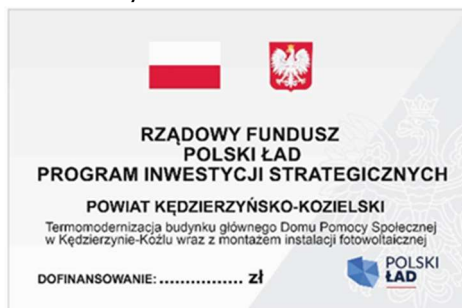 RZĄDOWY FUNDUSZ
POLSKI ŁAD
PROGRAM INWESTYCJI STRATEGICZNYCH
POWIAT KĘDZIERZYŃSKO-KOZIELSKI
Termomodernizacja budynku głównego Domu Pomocy Społecznej
w Kędzierzynie-Koźlu wraz z montażem instalacji fotowoltaicznej
DOFINANSOWANIE: ................ zł
POLSKI
ŁAD